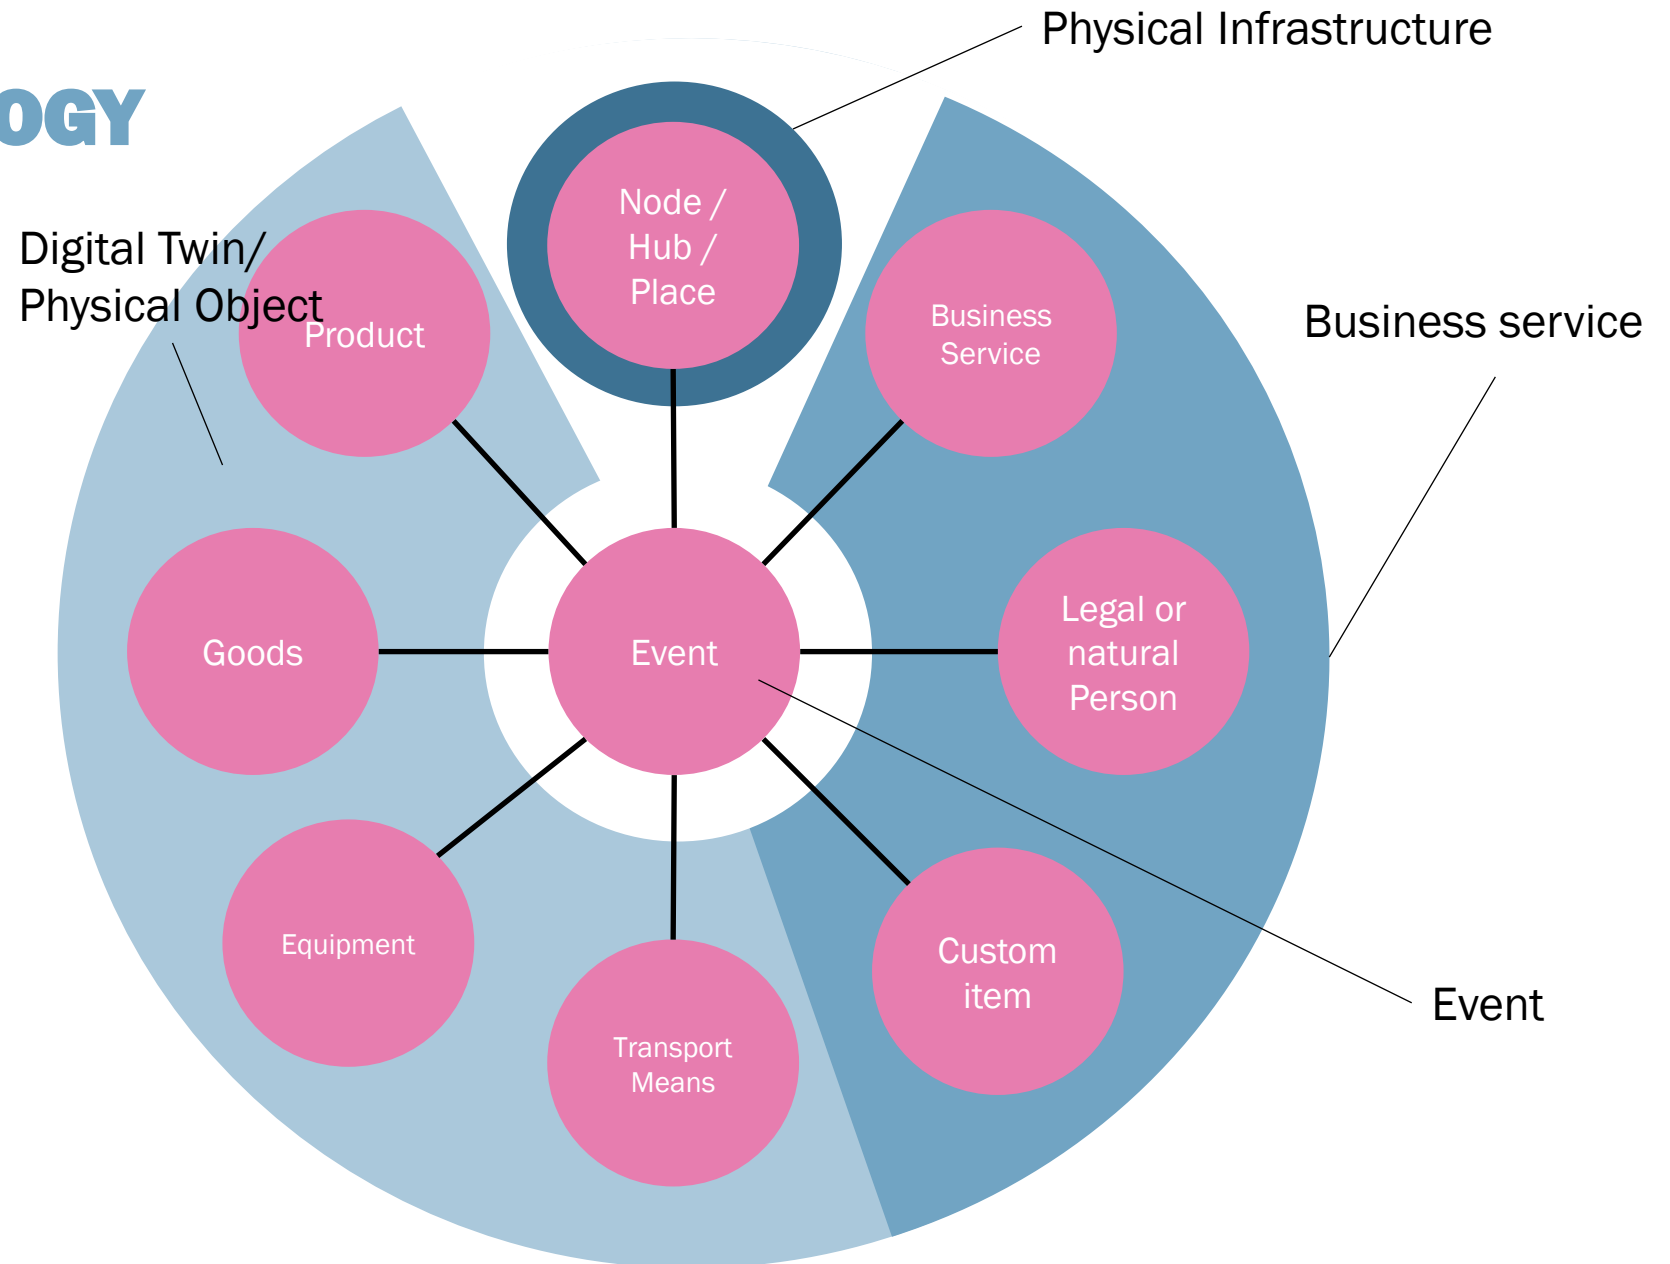 Physical Infrastructure
OGY
Node /
Hub /
Place
Digital Twin/
Physical Object
Product
Business
Service
Business service
Goods
Event
Legal or
natural
Person
Equipment
Custom
item
Event
Transport
Means